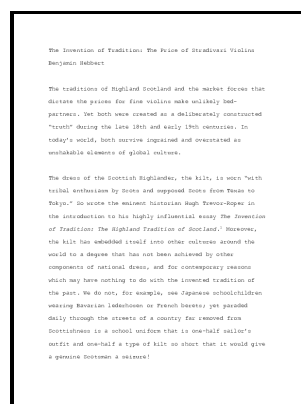 The Invention of Tradition: The Price of Stradivari Violins
Benjamin Hebbert
The traditions of Highland Scotland and the market forces that
dictate the prices for fine violins make unlikely bed-
partners. Yet both were created as a deliberately constructed
"truth" during the late 18th and early 19th centuries. In
today's world, both survive ingrained and overstated as
unshakable elements of global culture.
The dress of the Scottish Highlander, the kilt, is worn "with
tribal enthusiasm by Scots and supposed Scots from Texas to
Tokyo." So wrote the eminent historian Hugh Trevor-Roper in
the introduction to his highly influential essay The Invention
of Tradition: The Highland Tradition of Scotland. Moreover,
the kilt has embedded itself into other cultures around the
world to a degree that has not been achieved by other
components of national dress, and for contemporary reasons
which may have nothing to do with the invented tradition of
the past. We do not, for example, see Japanese schoolchildren
wearing Bavarian lederhosen or French berets; yet paraded
daily through the streets of a country far removed from
Scottishness is a school uniform that is one-half sailor's
outfit and one-half a type of kilt so short that it would give
a genuine Scotsman a seizure!